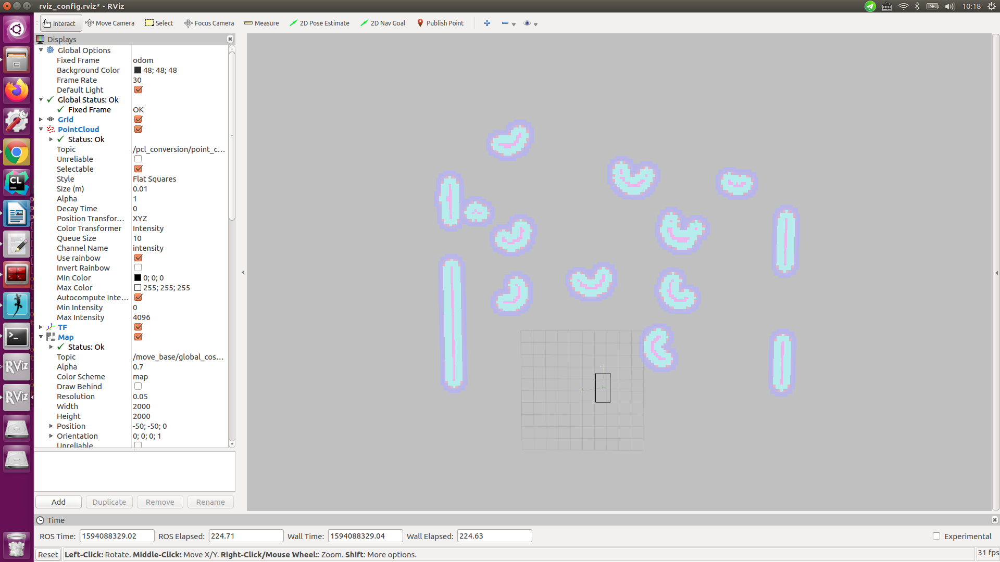 rviz_config.rviz* - RViz
10:18
Interact
Move Camera
Select
Focus Camera
Measure
2D Pose Estimate
2D Nav Goal
Publish Point
Displays
Global Options
Fixed Frame odom
Background Color 48; 48; 48
Frame Rate 30
Default Light
Global Status: Ok
Fixed Frame OK
Grid
PointCloud
Status: Ok
Topic /pcl_conversion/point_c...
Unreliable
Selectable
Style Flat Squares
Size (m) 0.01
Alpha 1
Decay Time 0
Position Transfor... XYZ
Color Transformer Intensity
Queue Size 10
Channel Name intensity
Use rainbow
Invert Rainbow
Min Color 0; 0; 0
Max Color 255; 255; 255
Autocompute Inte...
Min Intensity 0
Max Intensity 4096
TF
Map
Status: Ok
Topic /move_base/global_cos...
Alpha 0.7
Color Scheme map
Draw Behind
Resolution 0.05
Width 2000
Height 2000
Position -50; -50; 0
Orientation 0; 0; 0; 1
Unreliable
Add
Duplicate
Remove
Rename
CL
RViz
RViz
Time
ROS Time: 1594088329.02 ROS Elapsed: 224.71 Wall Time: 1594088329.04 Wall Elapsed: 224.63 Experimental
Reset Left-Click: Rotate. Middle-Click: Move X/Y. Right-Click/Mouse Wheel:: Zoom. Shift: More options. 31 fps